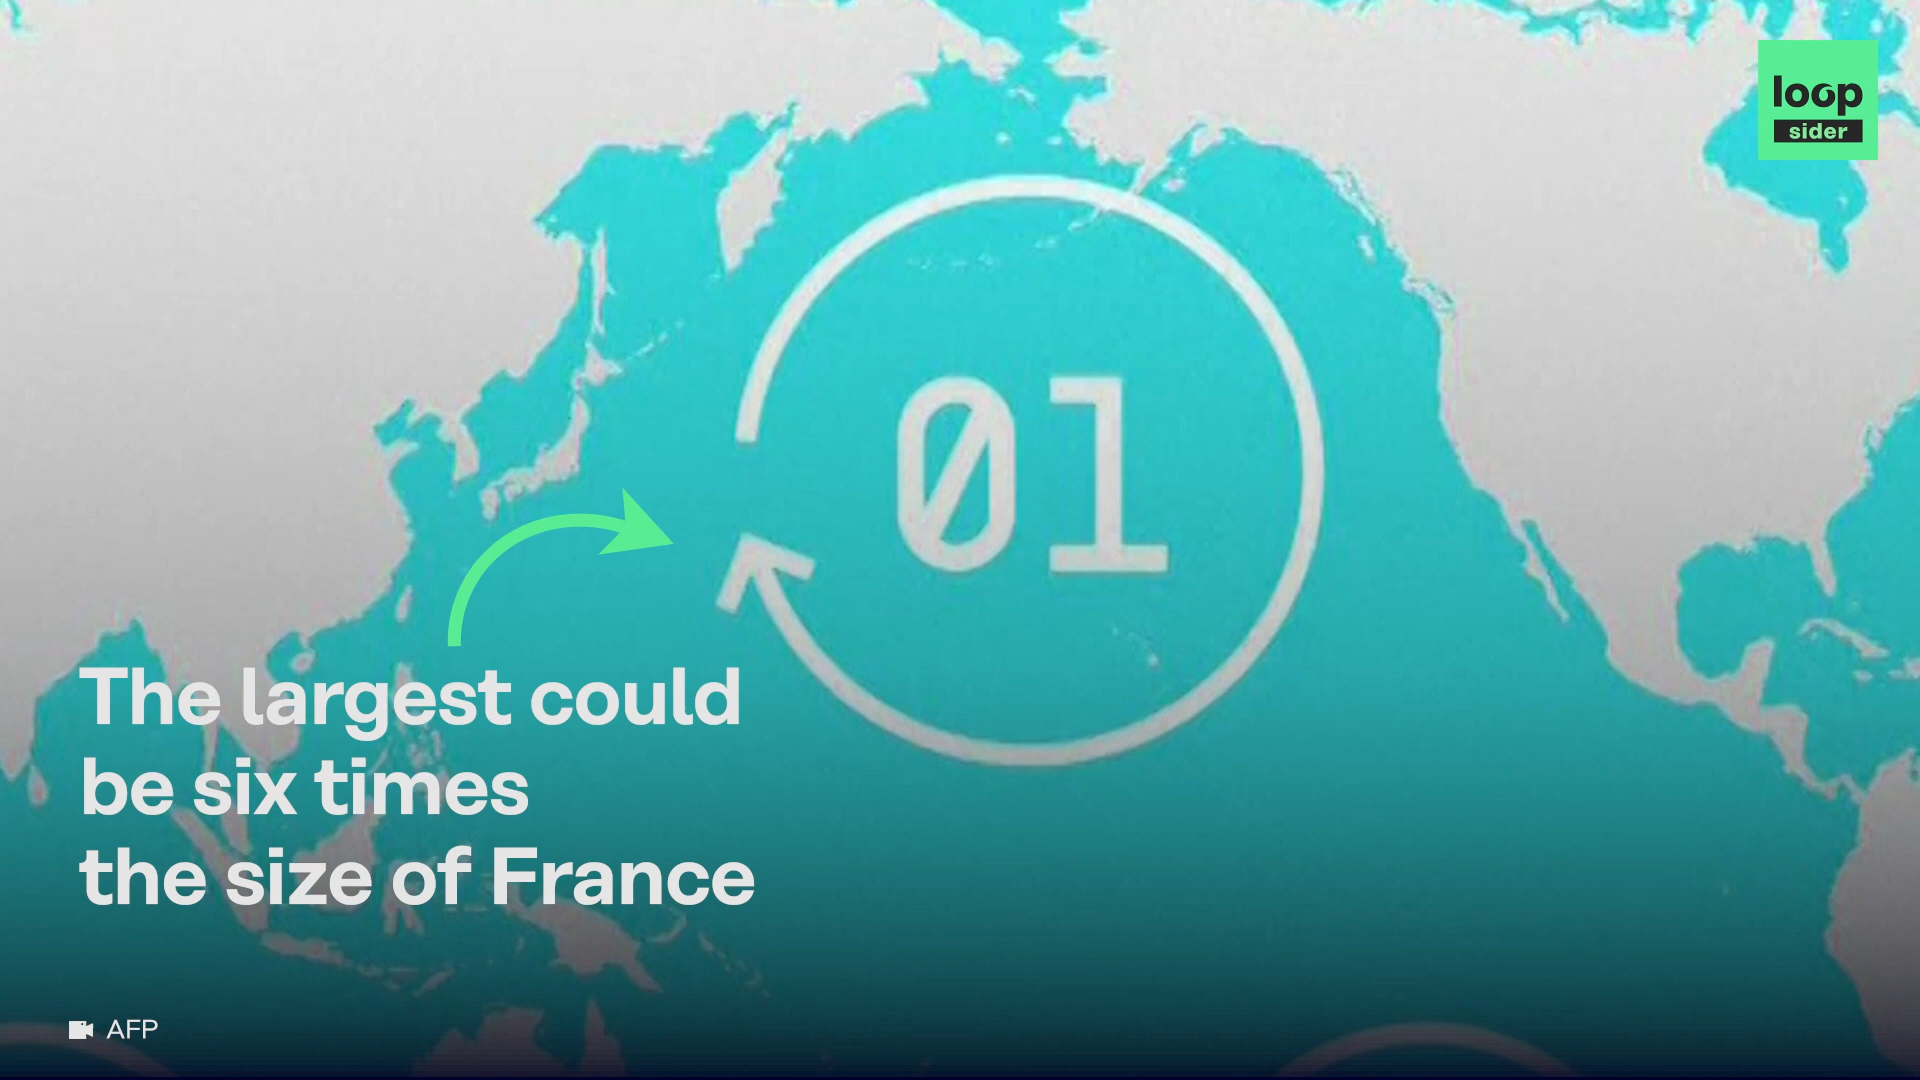 loop
sider
01
The largest could
be six times
the size of France
AFP